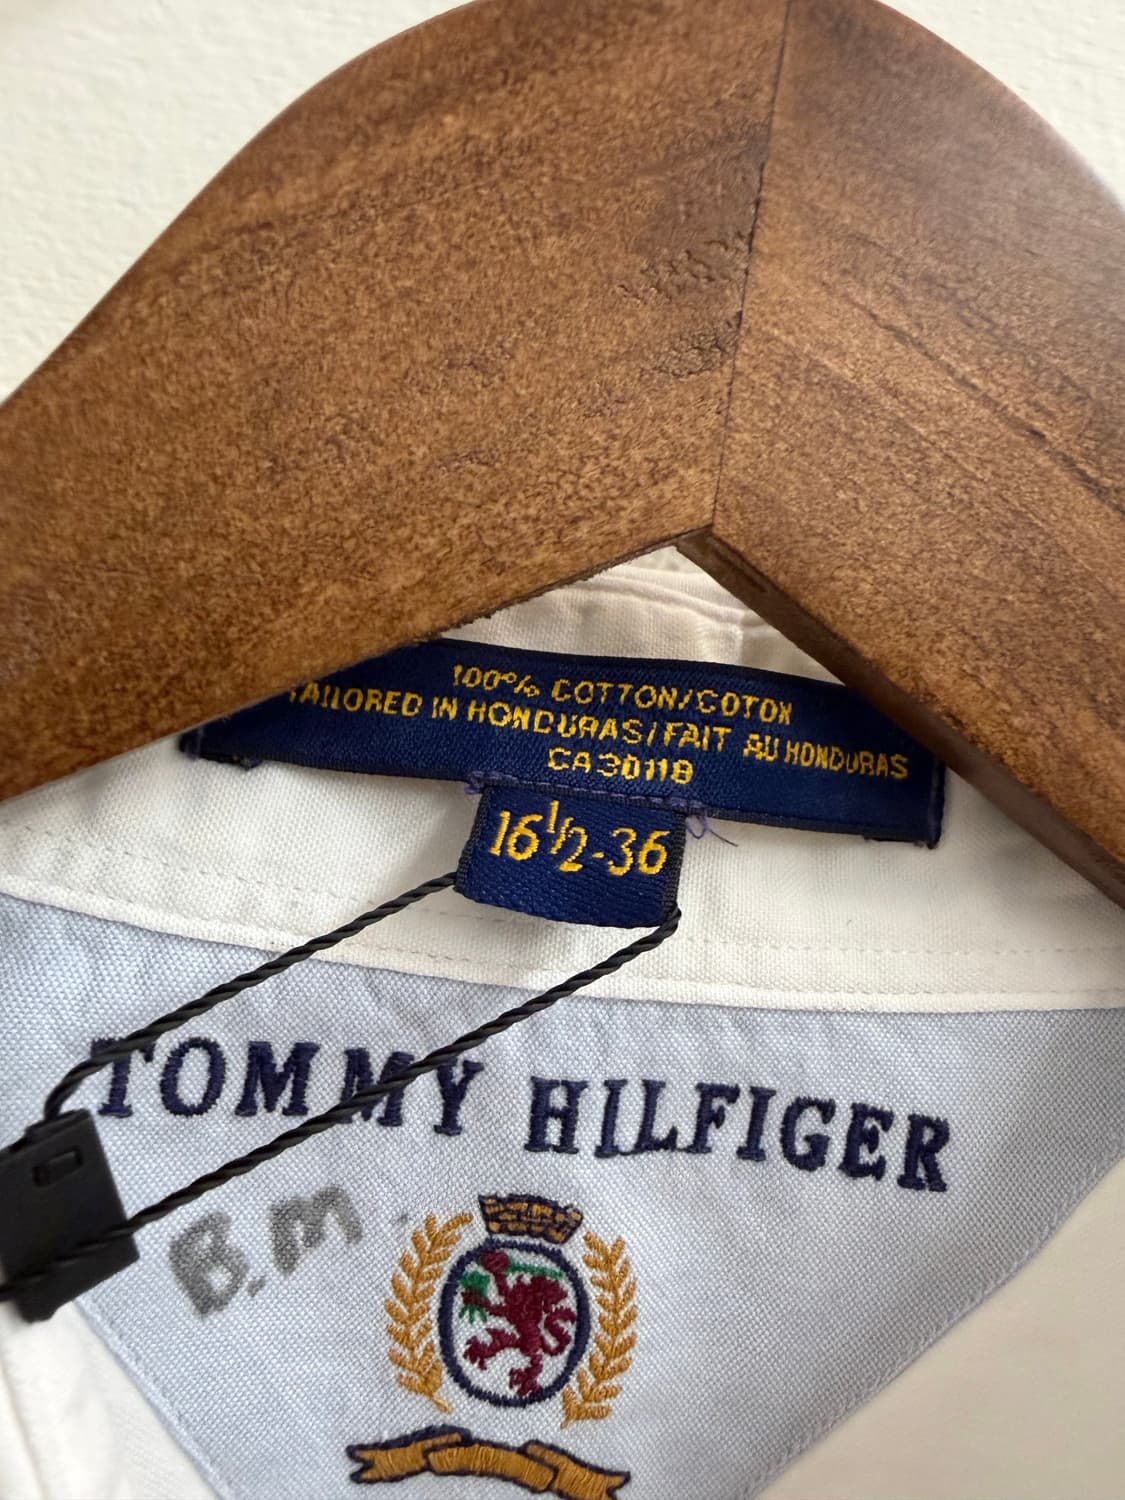 100% COTTON/COTON
TAILORED IN HONDURAS/FAIT AU HONDURAS
CA30118
16½-36
TOMMY HILFIGER
B.M